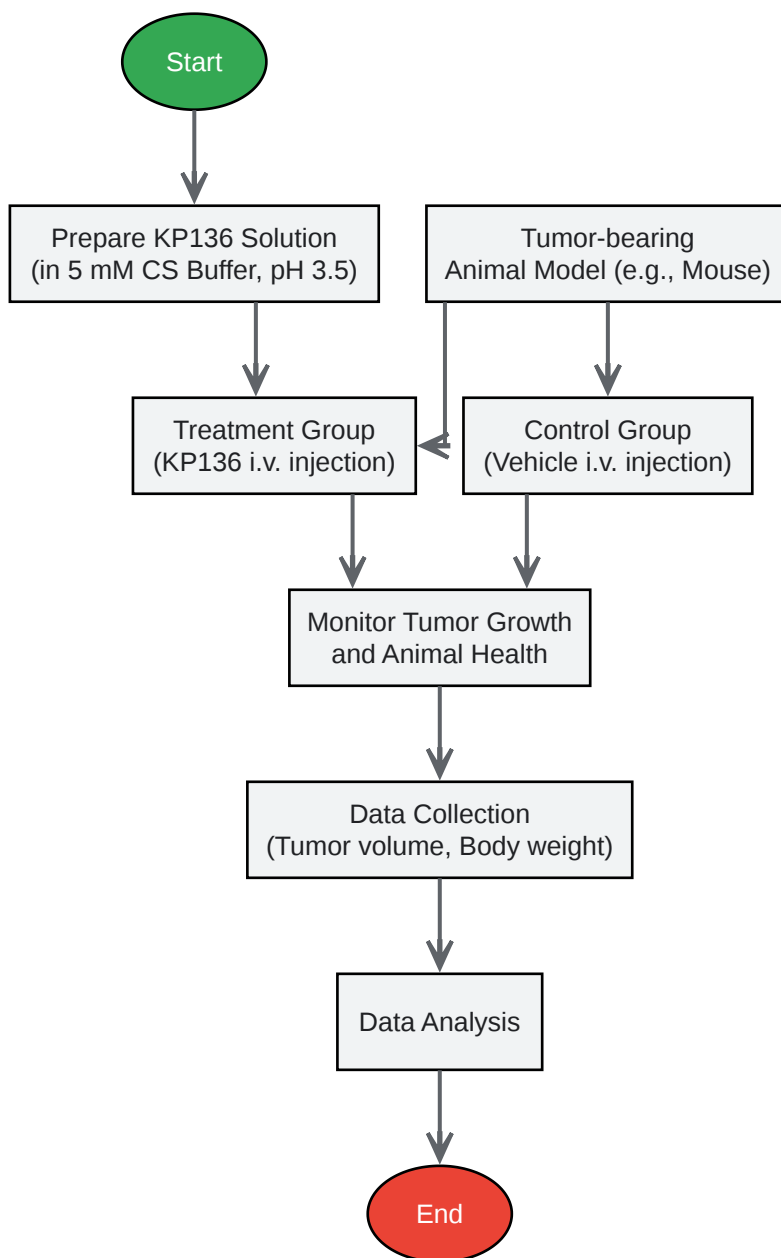 Start
Prepare KP136 Solution
(in 5 mM CS Buffer, pH 3.5)
Tumor-bearing
Animal Model (e.g., Mouse)
Treatment Group
(KP136 i.v. injection)
Control Group
(Vehicle i.v. injection)
Monitor Tumor Growth
and Animal Health
Data Collection
(Tumor volume, Body weight)
Data Analysis
End